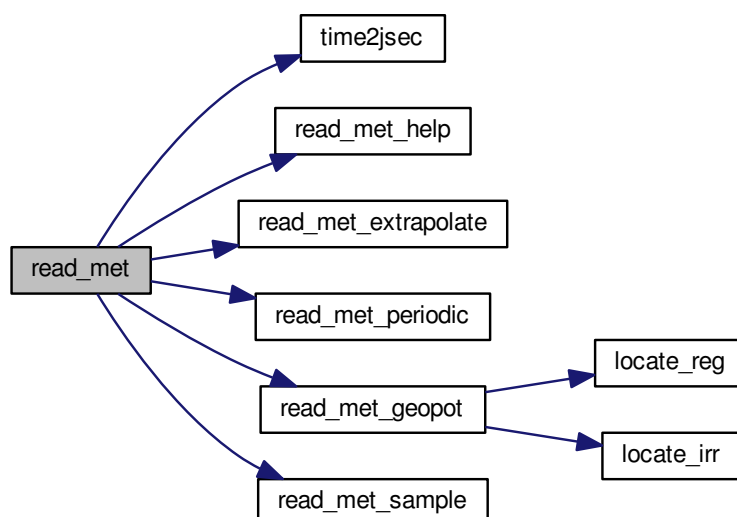 time2jsec
read_met_help
read_met_extrapolate
read_met
read_met_periodic
locate_reg
read_met_geopot
locate_irr
read_met_sample